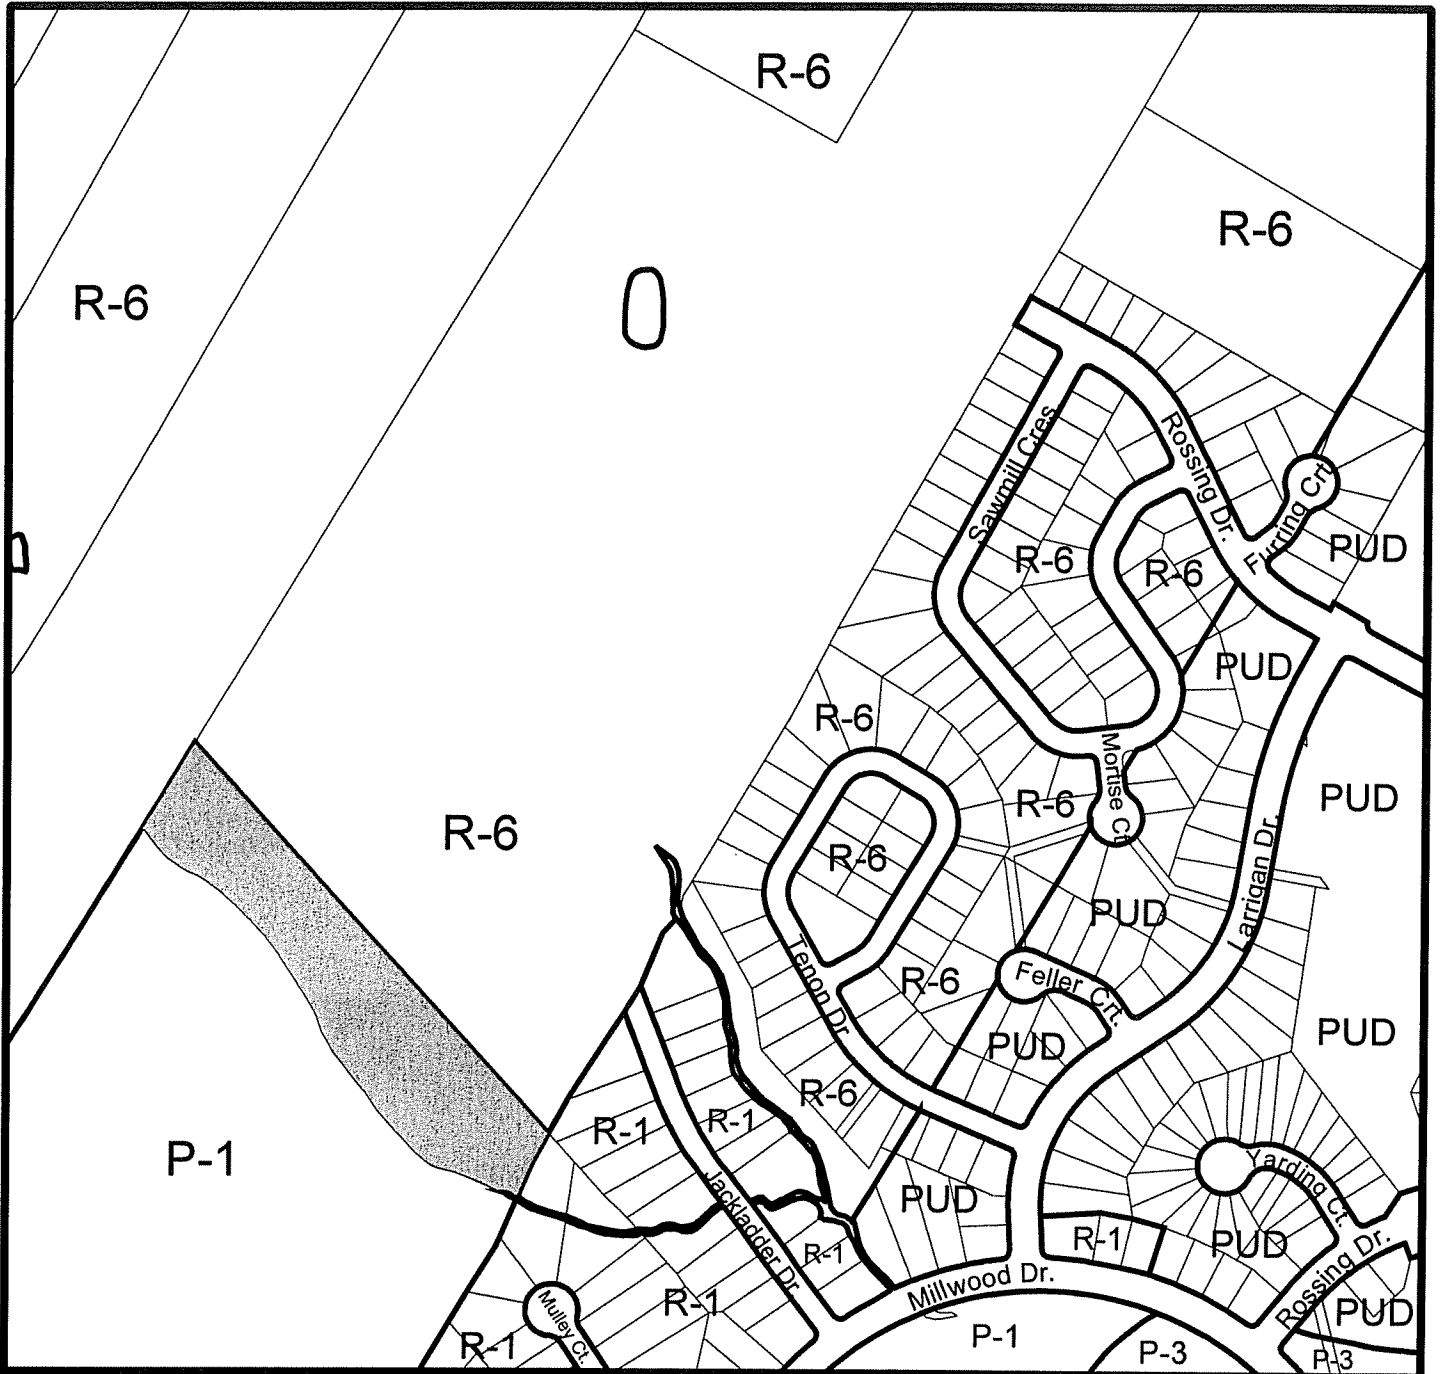 R-6
R-6
R-6
Rossing Dr.
Sawmill Cres.
Furring Crt
PUD
R-6
R-6
PUD
R-6
Mortise Ct
PUD
R-6
R-6
R-6
Larrigan Dr.
PUD
Tenon Dr
R-6
Feller Crt.
PUD
PUD
R-6
R-1
R-1
P-1
Yarding Ct.
Jackladder Dr
PUD
R-1
PUD
R-1
Rossing Dr.
Millwood Dr.
Mulley Ct.
R-1
PUD
R-1
P-1
P-3
P-3